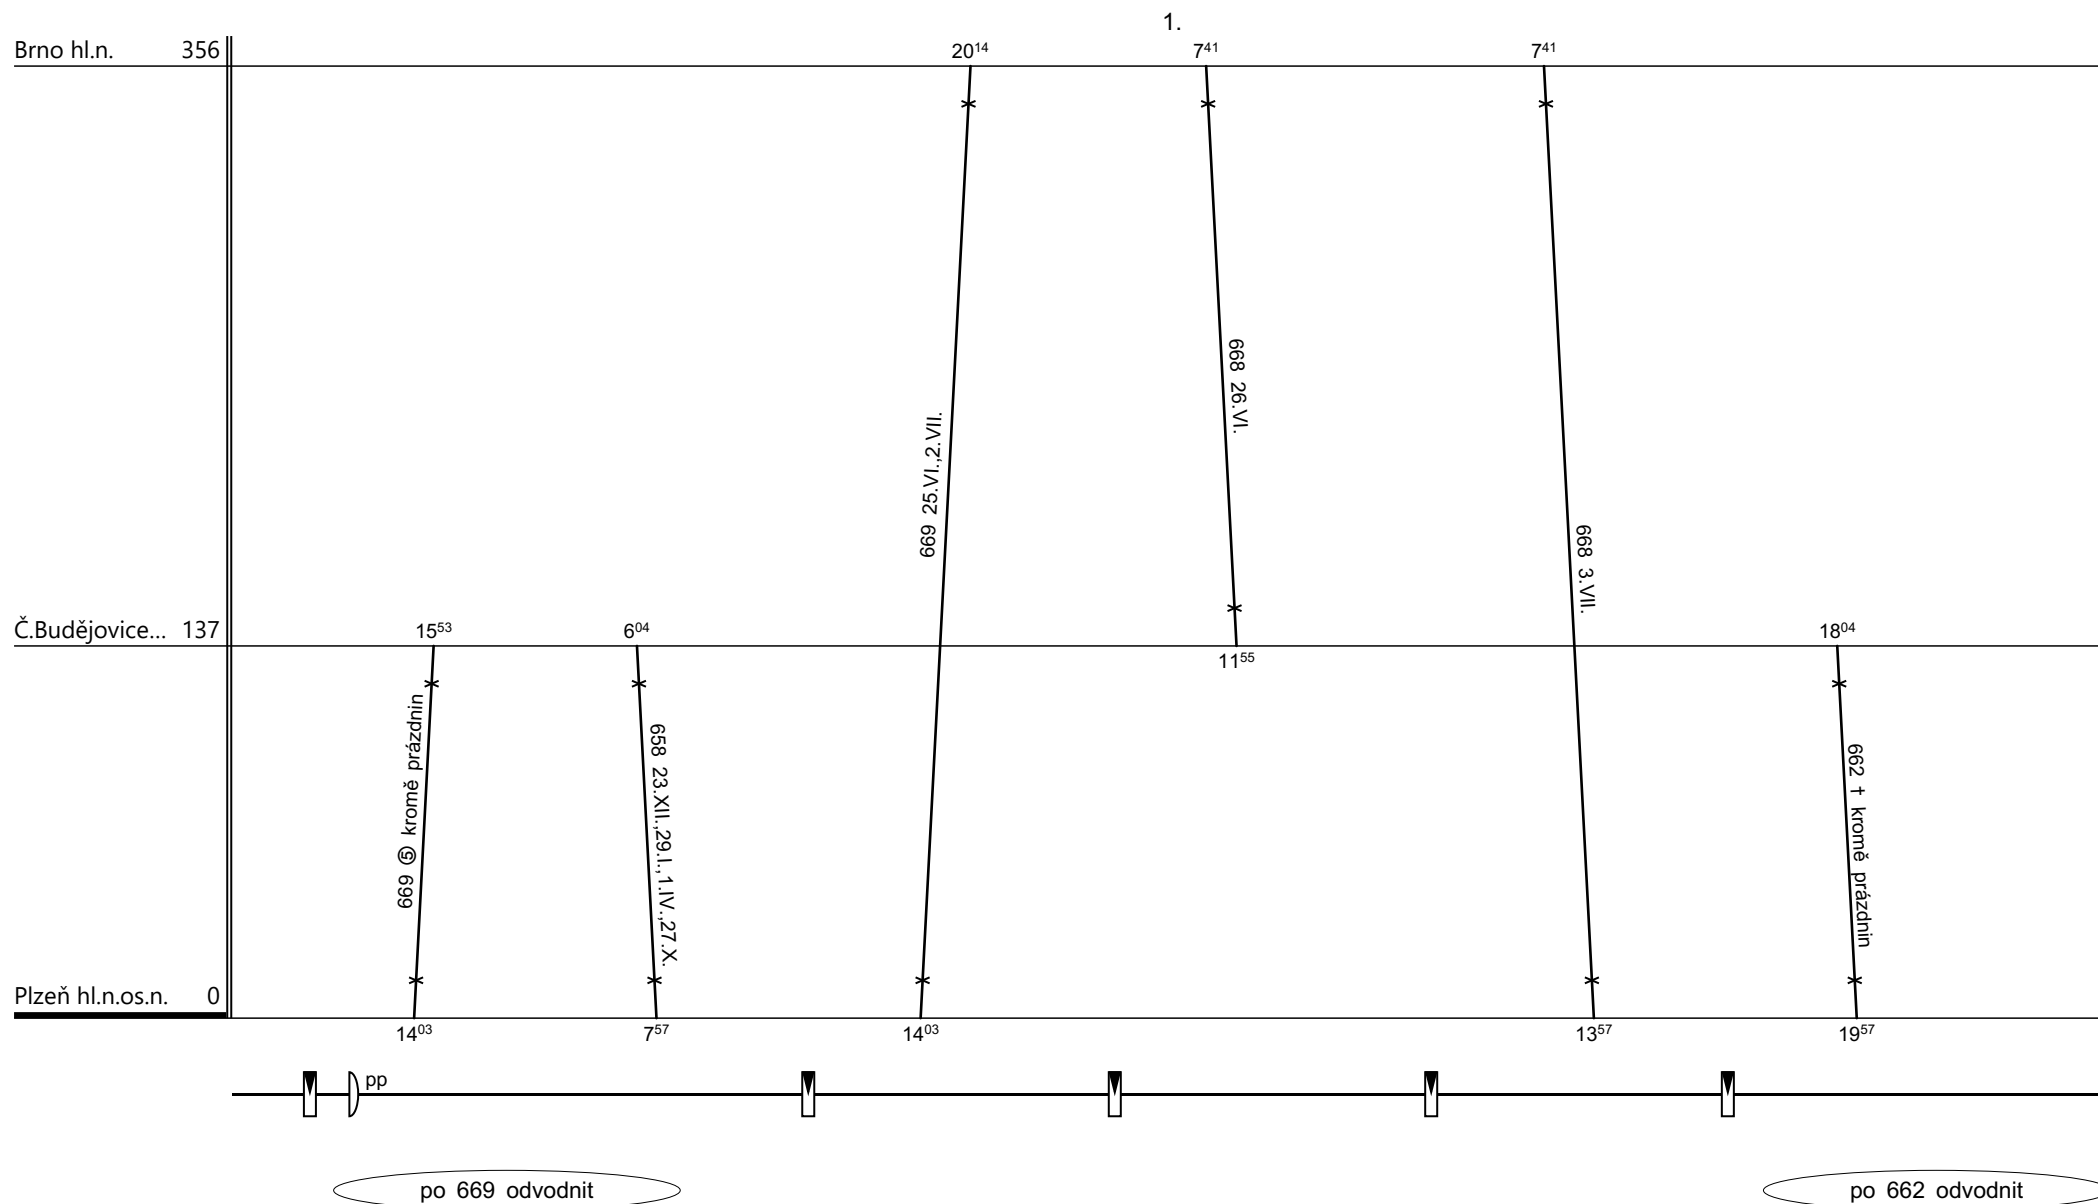 1.
Brno hl.n. 356
20¹⁴ 7⁴¹ 7⁴¹
669 25.VI.,2.VII.
668 26.VI.
668 3.VII.
Č.Budějovice... 137
15⁵³ 6⁰⁴ 18⁰⁴
11⁵⁵
669 ⑤ kromě prázdnin
658 23.XII.,29.I.,1.IV.,27.X.
662 † kromě prázdnin
Plzeň hl.n.os.n. 0
14⁰³ 7⁵⁷ 14⁰³ 13⁵⁷ 19⁵⁷
pp
po 669 odvodnit po 662 odvodnit